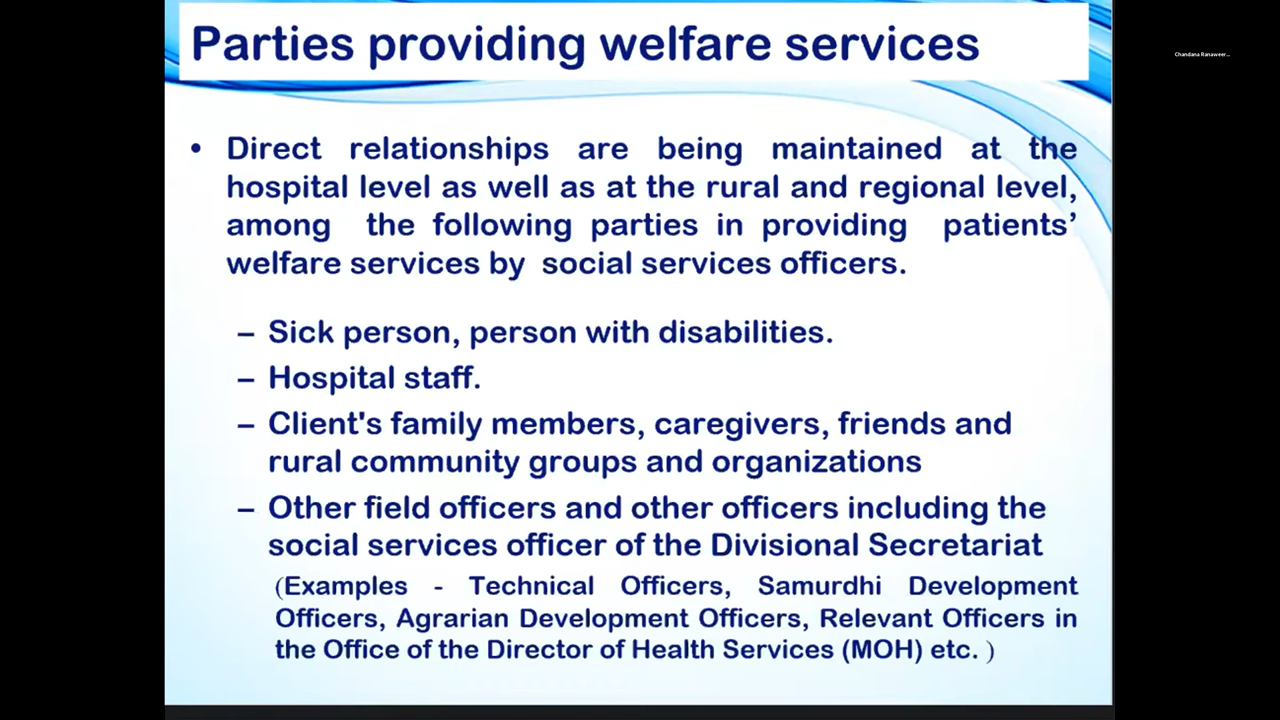 Parties providing welfare services
Chandana Ranaweer...
• Direct relationships are being maintained at the
hospital level as well as at the rural and regional level,
among the following parties in providing patients’
welfare services by social services officers.
– Sick person, person with disabilities.
– Hospital staff.
– Client's family members, caregivers, friends and
rural community groups and organizations
– Other field officers and other officers including the
social services officer of the Divisional Secretariat
(Examples - Technical Officers, Samurdhi Development
Officers, Agrarian Development Officers, Relevant Officers in
the Office of the Director of Health Services (MOH) etc. )